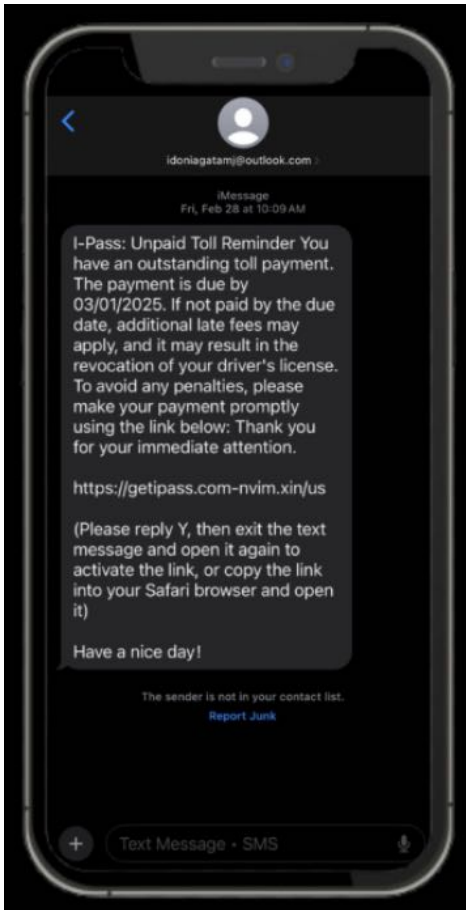 idoniagatamj@outlook.com >
iMessage
Fri, Feb 28 at 10:09 AM
I-Pass: Unpaid Toll Reminder You
have an outstanding toll payment.
The payment is due by
03/01/2025. If not paid by the due
date, additional late fees may
apply, and it may result in the
revocation of your driver's license.
To avoid any penalties, please
make your payment promptly
using the link below: Thank you
for your immediate attention.
https://getipass.com-nvim.xin/us
(Please reply Y, then exit the text
message and open it again to
activate the link, or copy the link
into your Safari browser and open
it)
Have a nice day!
The sender is not in your contact list.
Report Junk
Text Message • SMS